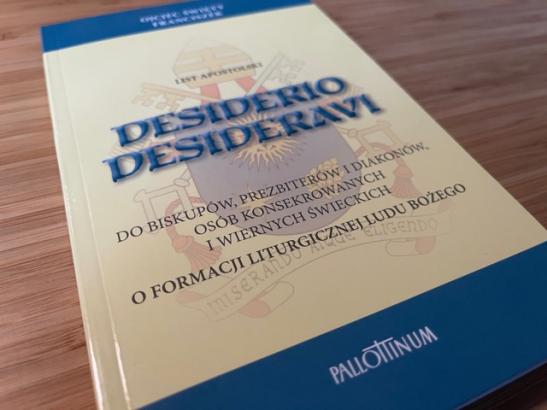 OJCIEC ŚWIĘTY
FRANCISZEK
LIST APOSTOLSKI
DESIDERIO
DESIDERAVI
DO BISKUPÓW, PREZBITERÓW I DIAKONÓW,
OSÓB KONSEKROWANYCH
I WIERNYCH ŚWIECKICH
O FORMACJI LITURGICZNEJ LUDU BOŻEGO
MISERANDO ATQUE ELIGENDO
PALLOTTINUM